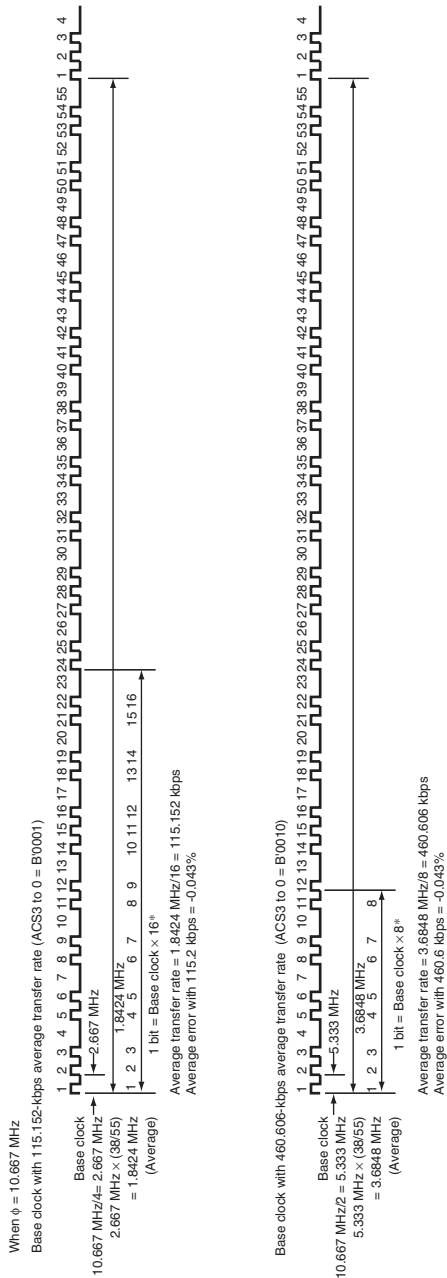 When ϕ = 10.667 MHz
Base clock with 115.152-kbps average transfer rate (ACS3 to 0 = B'0001)
1 2 3 4 5 6 7 8 9 10 11 12 13 14 15 16 17 18 19 20 21 22 23 24 25 26 27 28 29 30 31 32 33 34 35 36 37 38 39 40 41 42 43 44 45 46 47 48 49 50 51 52 53 54 55 1 2 3 4
Base clock
10.667 MHz/4= 2.667 MHz
2.667 MHz
2.667 MHz × (38/55)
1.8424 MHz
= 1.8424 MHz
1 2 3 4 5 6 7 8 9 10 11 12 13 14 15 16
(Average)
1 bit = Base clock × 16*
Average transfer rate = 1.8424 MHz/16 = 115.152 kbps
Average error with 115.2 kbps = -0.043%
Base clock with 460.606-kbps average transfer rate (ACS3 to 0 = B'0010)
1 2 3 4 5 6 7 8 9 10 11 12 13 14 15 16 17 18 19 20 21 22 23 24 25 26 27 28 29 30 31 32 33 34 35 36 37 38 39 40 41 42 43 44 45 46 47 48 49 50 51 52 53 54 55 1 2 3 4
Base clock
10.667 MHz/2 = 5.333 MHz
5.333 MHz
5.333 MHz × (38/55)
3.6848 MHz
= 3.6848 MHz
1 2 3 4 5 6 7 8
(Average)
1 bit = Base clock × 8*
Average transfer rate = 3.6848 MHz/8 = 460.606 kbps
Average error with 460.6 kbps = -0.043%